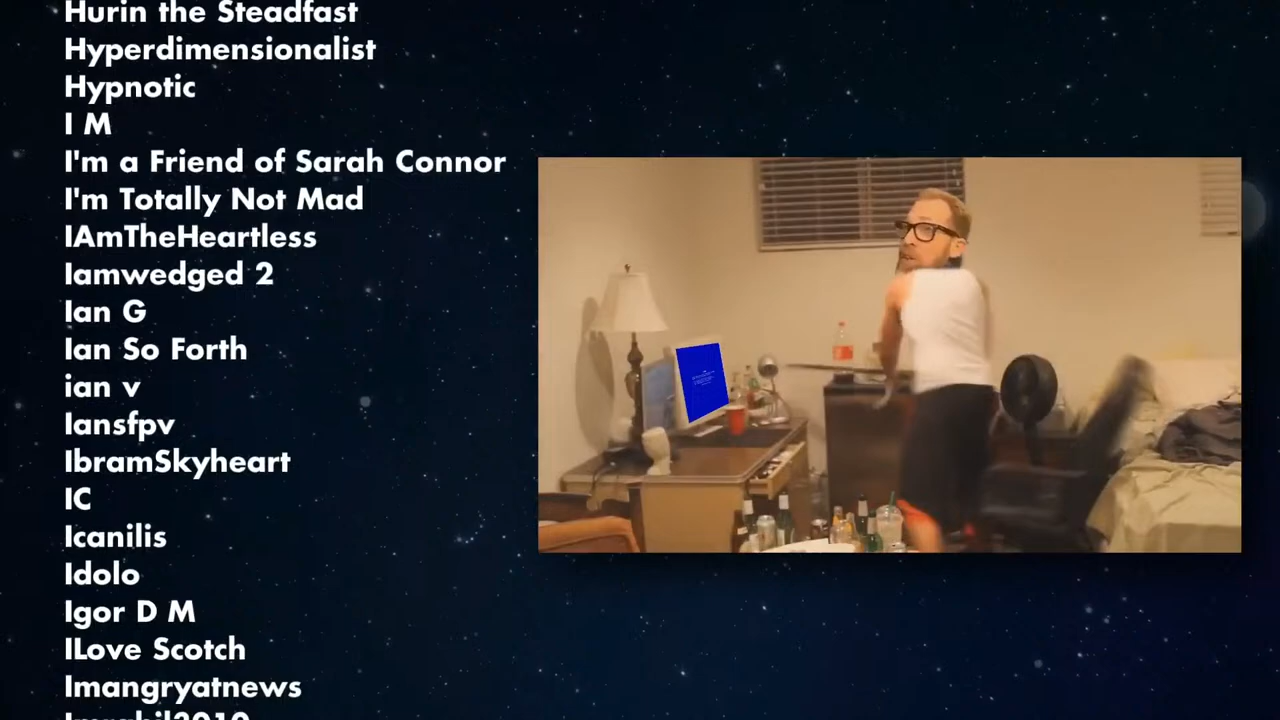 Hurin the Steadfast
Hyperdimensionalist
Hypnotic
I M
I'm a Friend of Sarah Connor
I'm Totally Not Mad
IAmTheHeartless
Iamwedged 2
Ian G
Ian So Forth
ian v
Iansfpv
IbramSkyheart
IC
Icanilis
Idolo
Igor D M
ILove Scotch
Imangryatnews